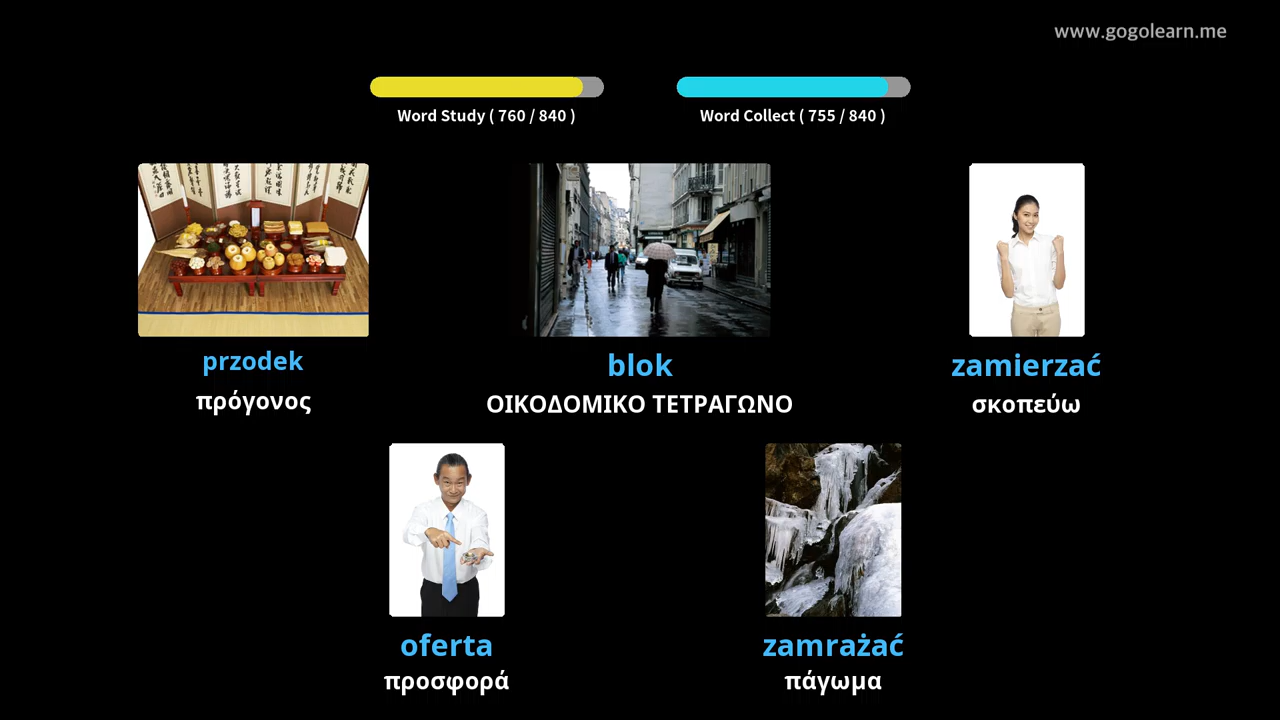 www.gogolearn.me
Word Study ( 760 / 840 )
Word Collect ( 755 / 840 )
przodek
πρόγονος
blok
ΟΙΚΟΔΟΜΙΚΟ ΤΕΤΡΑΓΩΝΟ
zamierzać
σκοπεύω
oferta
προσφορά
zamrażać
πάγωμα